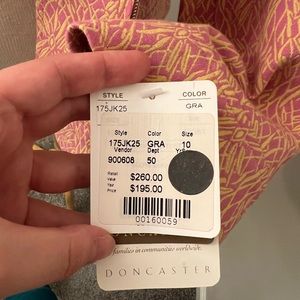 STYLE COLOR
175JK25 GRA
Style Color Size
175JK25 GRA 10
Vendor Dept
900608 50
Retail
Value $260.00
Your
Price $195.00
00160059
families in communities worldwide.
DONCASTER